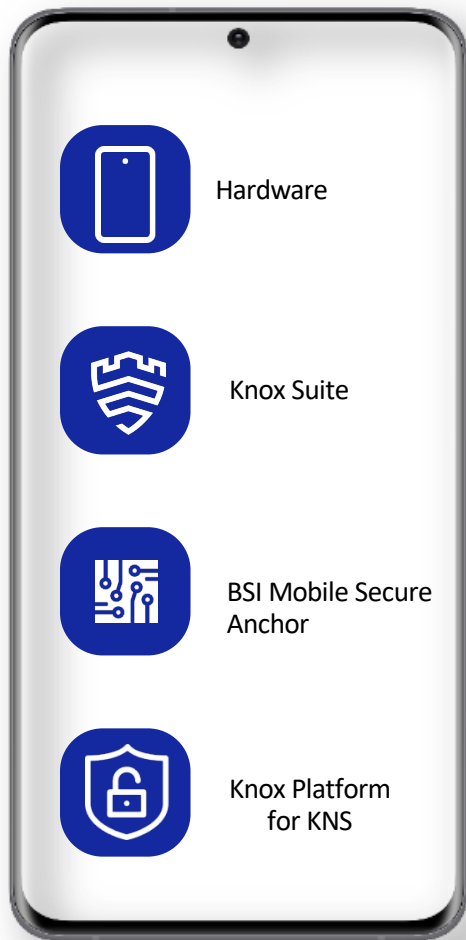 Hardware
Knox Suite
BSI Mobile Secure
Anchor
Knox Platform
for KNS